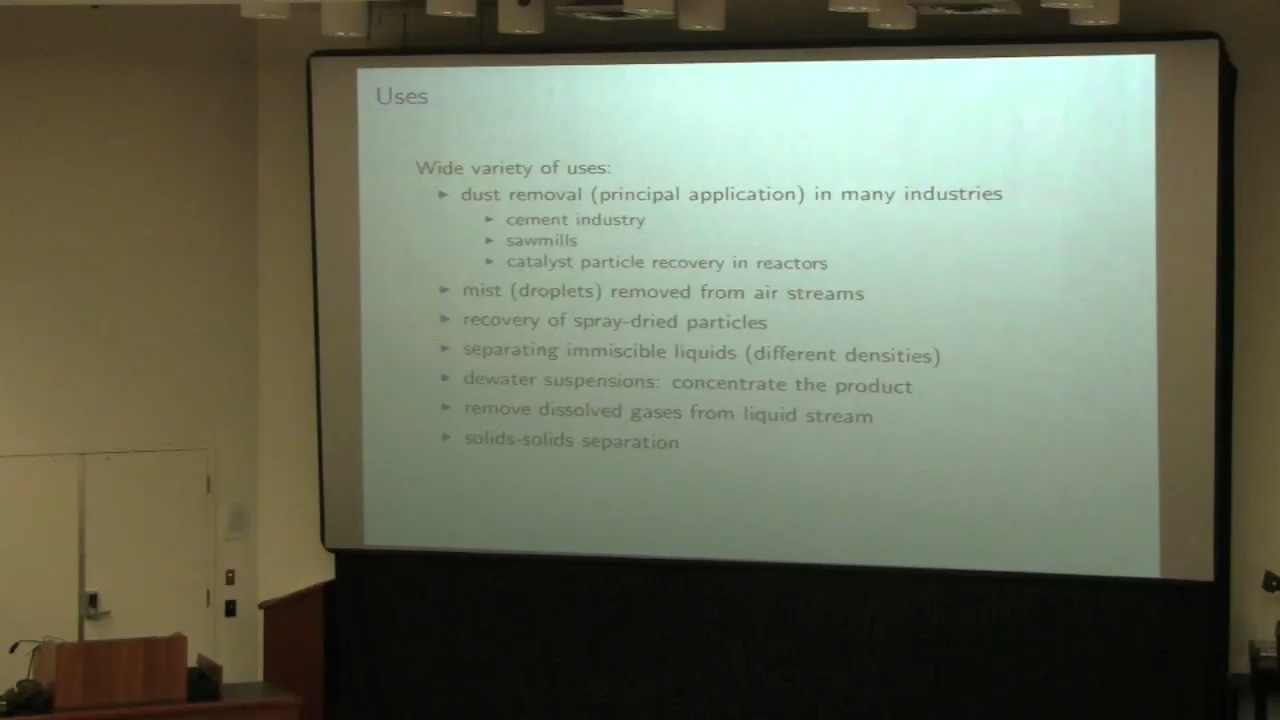 Uses
Wide variety of uses:
▶ dust removal (principal application) in many industries
▶ cement industry
▶ sawmills
▶ catalyst particle recovery in reactors
▶ mist (droplets) removed from air streams
▶ recovery of spray-dried particles
▶ separating immiscible liquids (different densities)
▶ dewater suspensions: concentrate the product
▶ remove dissolved gases from liquid stream
▶ solids-solids separation